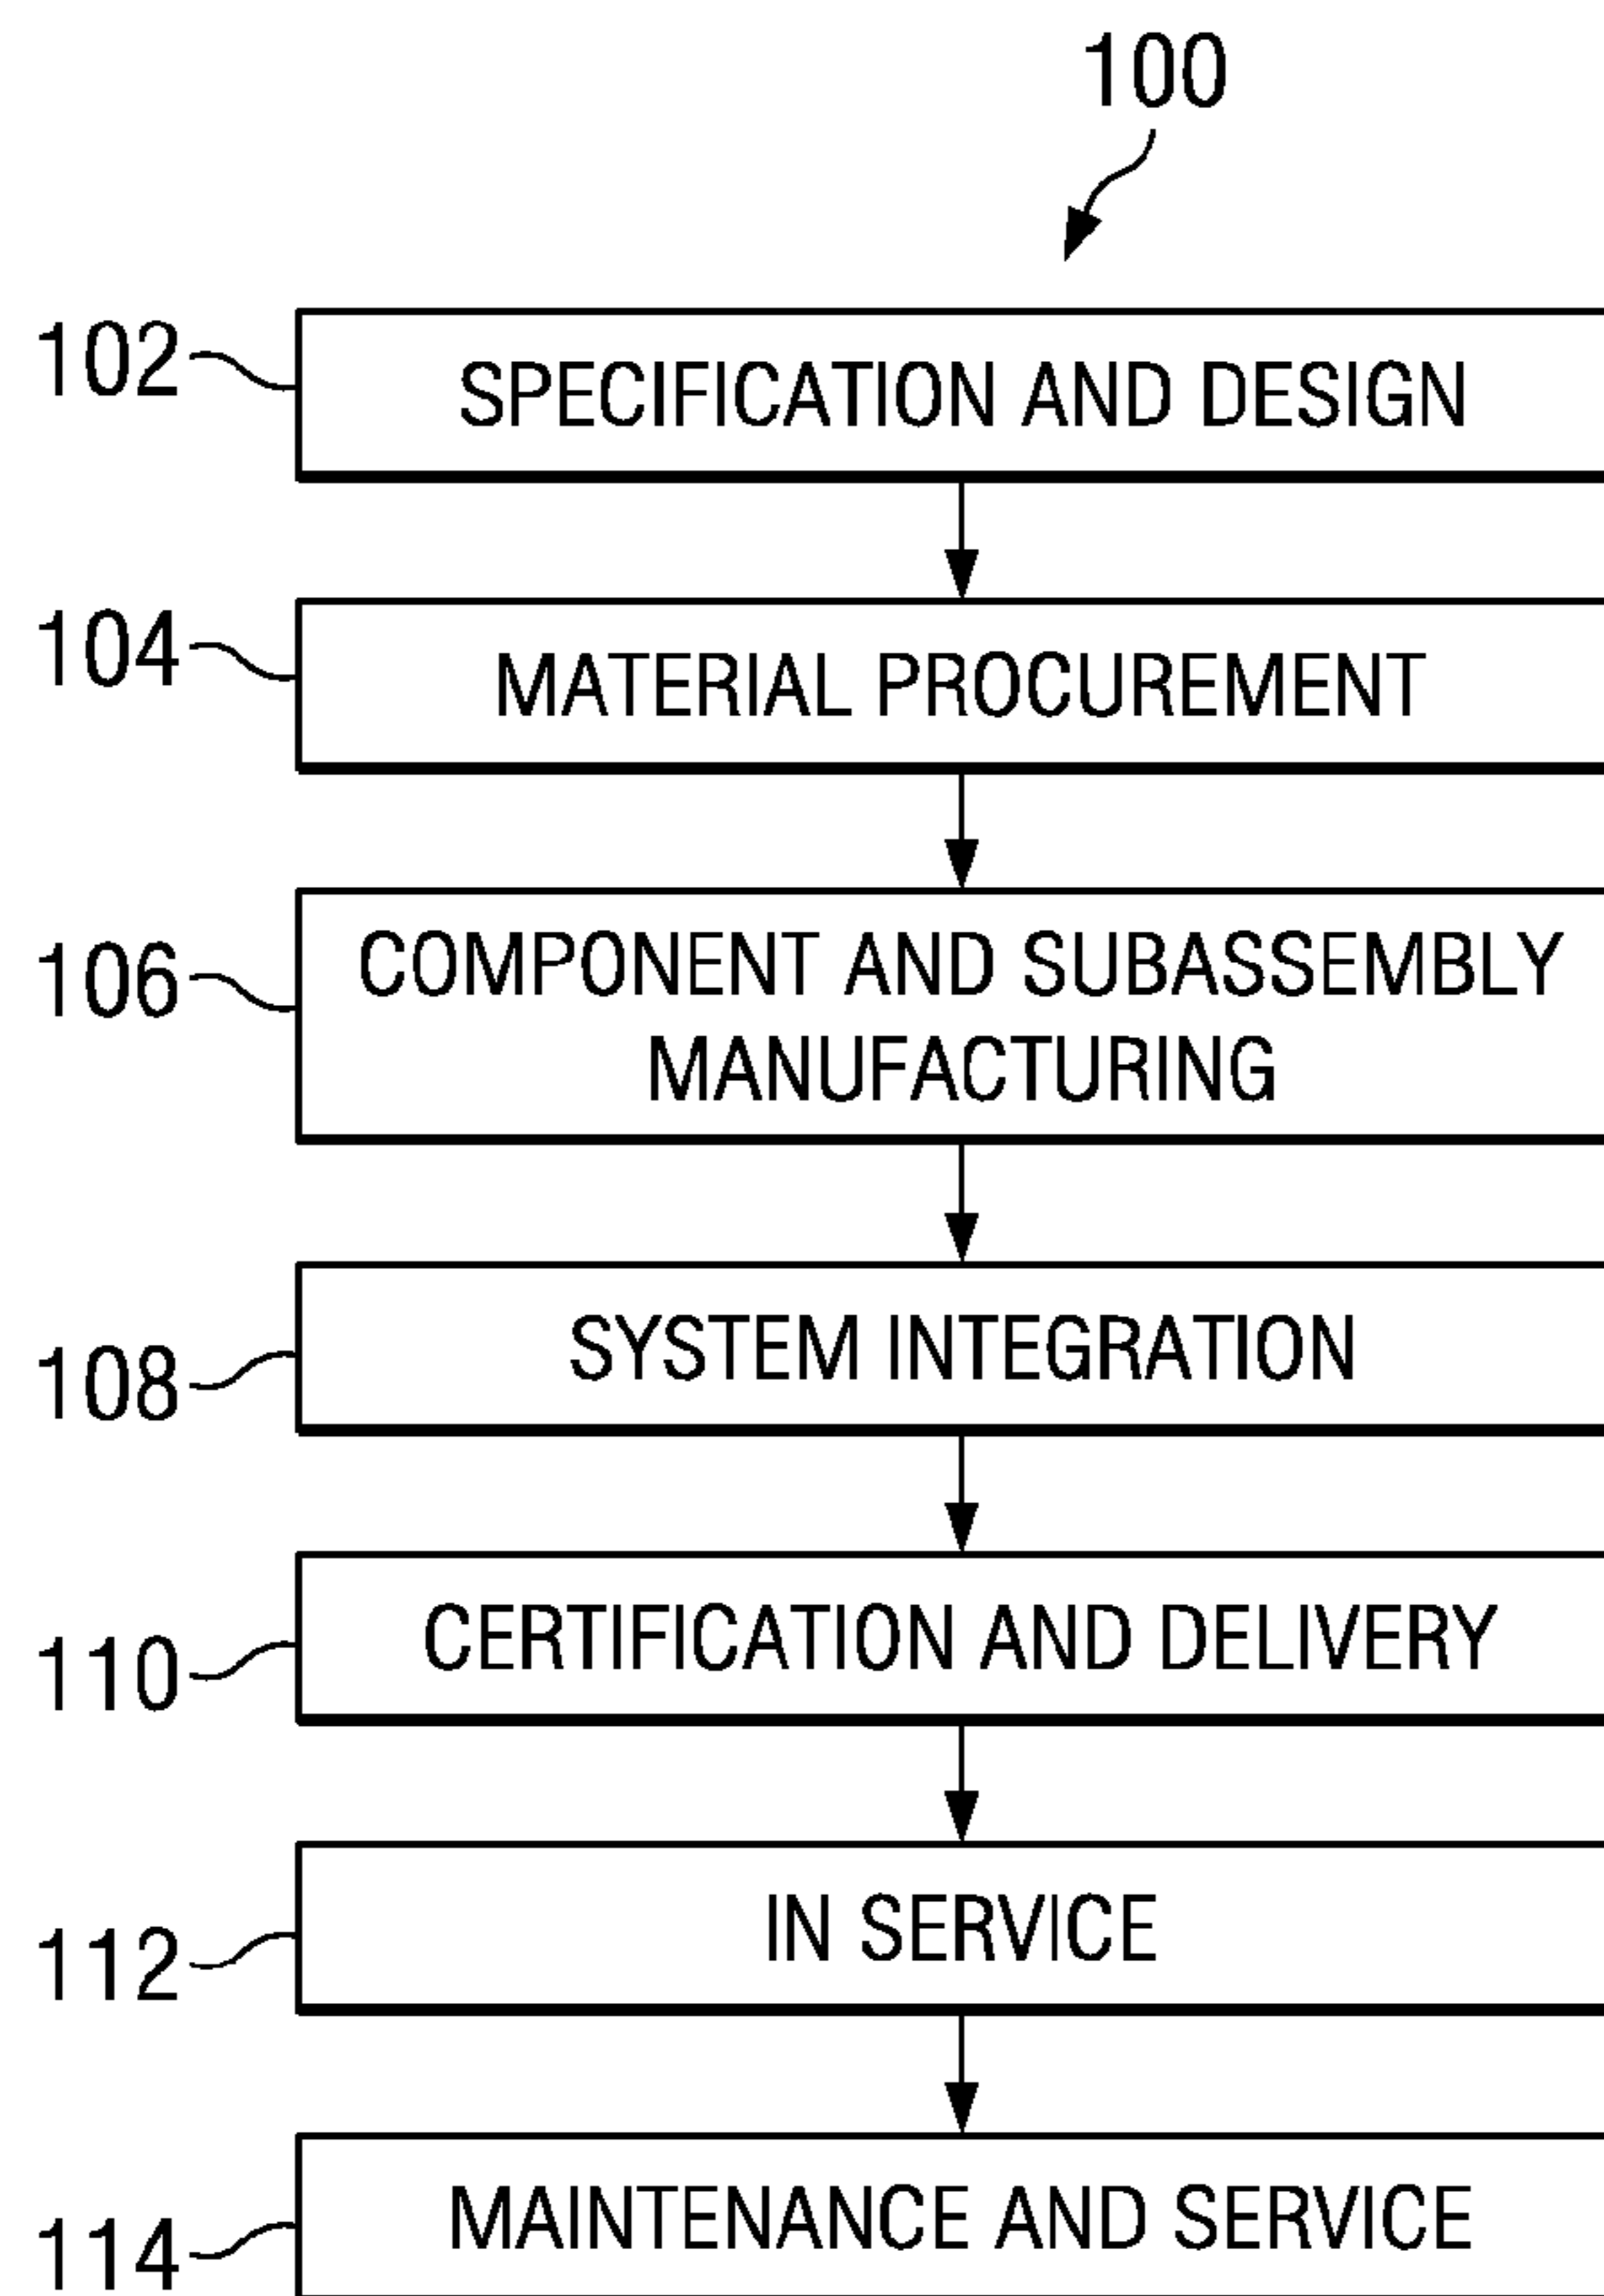 100
102
SPECIFICATION AND DESIGN
104
MATERIAL PROCUREMENT
106
COMPONENT AND SUBASSEMBLY
MANUFACTURING
108
SYSTEM INTEGRATION
110
CERTIFICATION AND DELIVERY
112
IN SERVICE
114
MAINTENANCE AND SERVICE